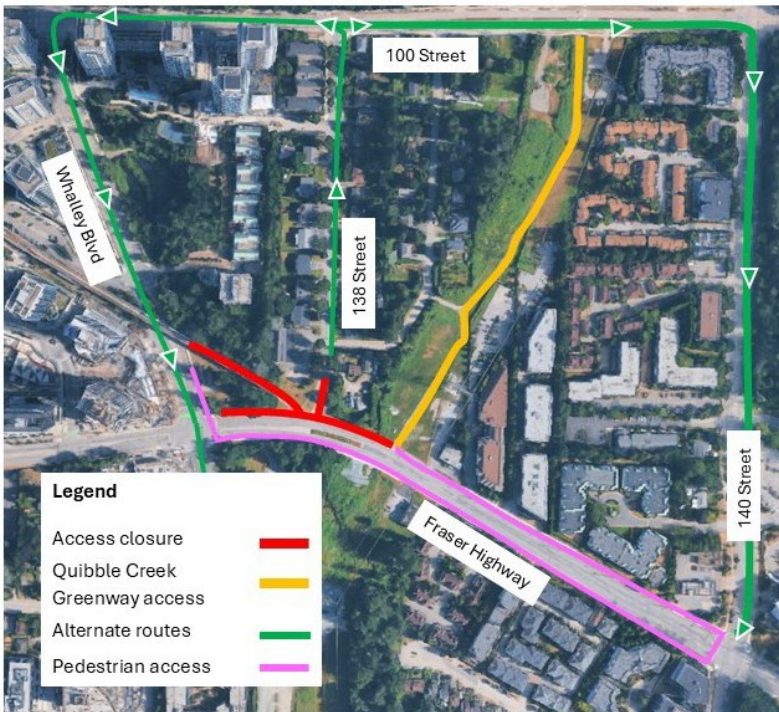 100 Street
Whalley Blvd
138 Street
140 Street
Fraser Highway
Legend
Access closure
Quibble Creek
Greenway access
Alternate routes
Pedestrian access